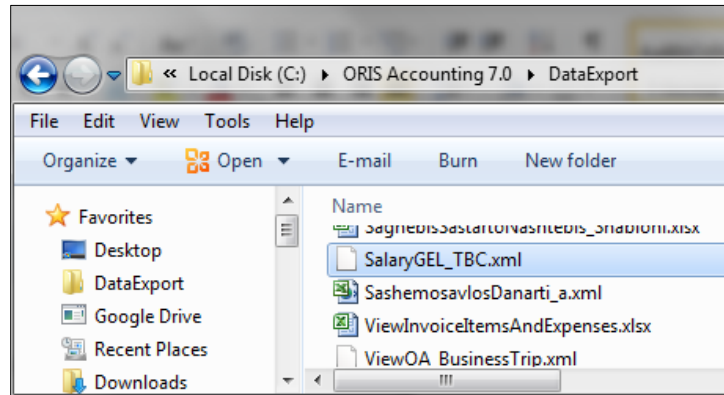 « Local Disk (C:) ▸ ORIS Accounting 7.0 ▸ DataExport
File Edit View Tools Help
Organize ▾ Open ▾ E-mail Burn New folder
Favorites
Desktop
DataExport
Google Drive
Recent Places
Downloads
Name
SalaryGEL_TBC.xml
SashemosavlosDanarti_a.xml
ViewInvoiceItemsAndExpenses.xlsx
ViewOA_BusinessTrip.xml